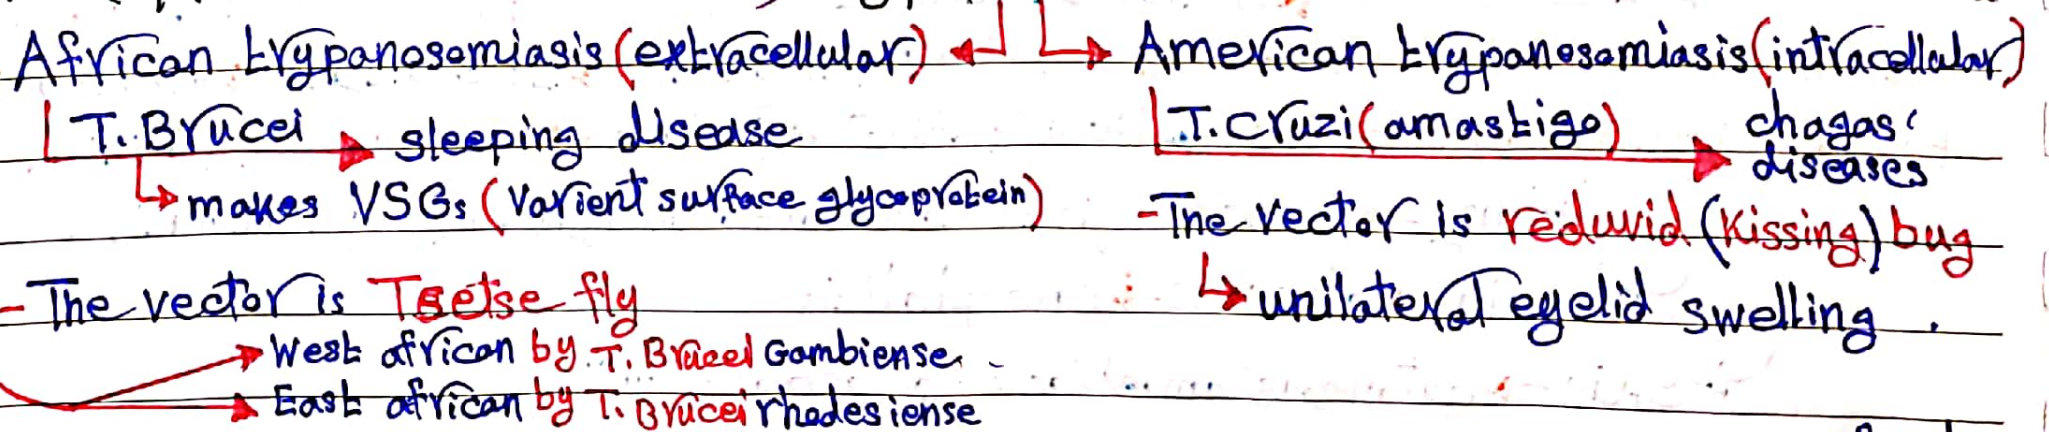 African trypanosomiasis (extracellular)
T. Brucei → sleeping disease
↳ makes VSGs (Varient surface glycoprotein)
- The vector is Tsetse fly
→ West african by T. Brucei Gambiense
→ East african by T. Brucei rhodesiense
American trypanosomiasis (intracellular)
T. cruzi (amastigo) → chagas'
diseases
- The vector is reduvid (kissing) bug
↳ unilateral eyelid swelling.